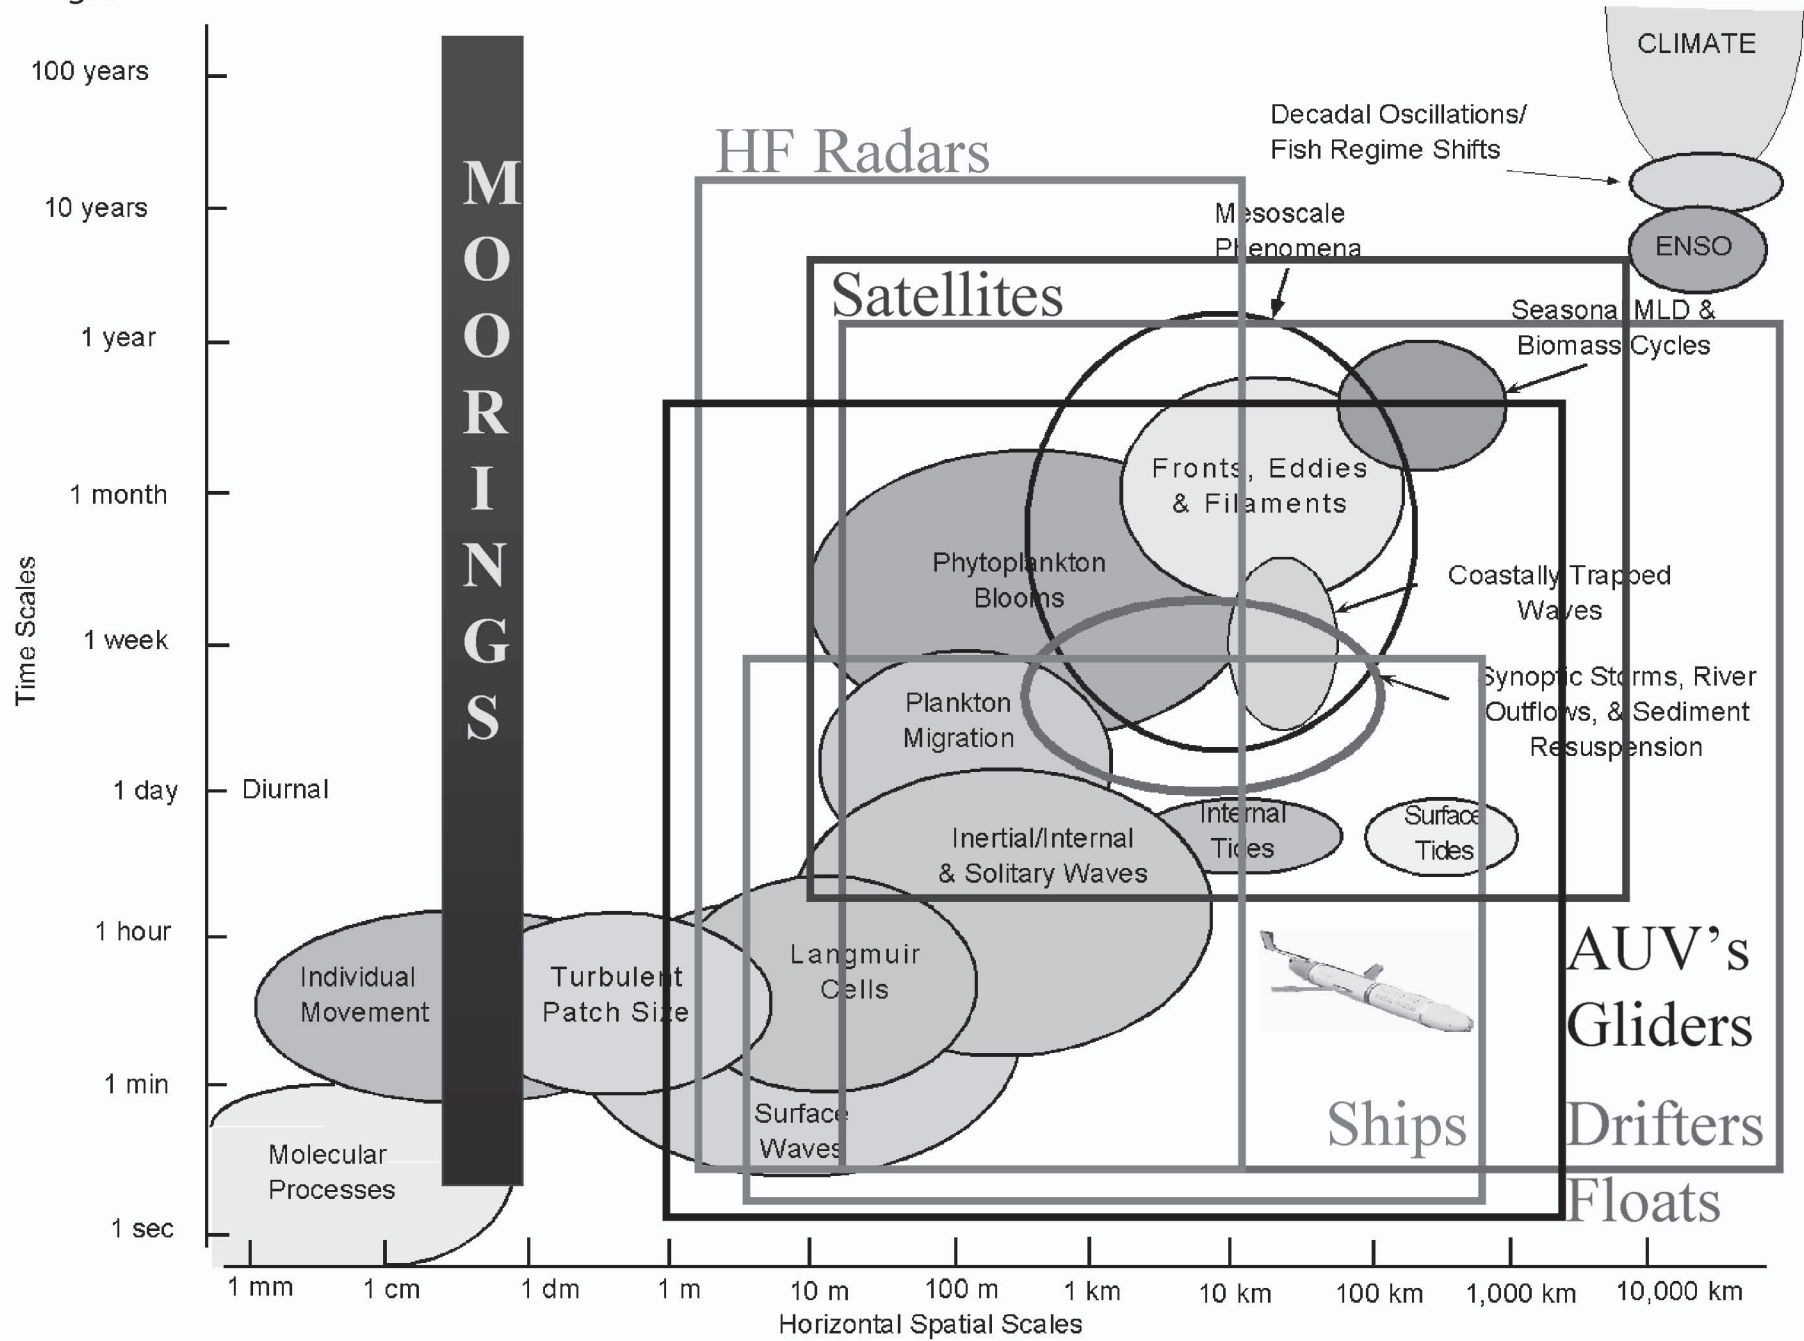 100 years
10 years
1 year
1 month
1 week
1 day
1 hour
1 min
1 sec
Time Scales
MOORINGS
Diurnal
HF Radars
Satellites
CLIMATE
Decadal Oscillations/
Fish Regime Shifts
ENSO
Mesoscale
Phenomena
Seasonal MLD &
Biomass Cycles
Fronts, Eddies
& Filaments
Phytoplankton
Blooms
Coastally Trapped
Waves
Plankton
Migration
Synoptic Storms, River
Outflows, & Sediment
Resuspension
Internal
Tides
Surface
Tides
Inertial/Internal
& Solitary Waves
Individual
Movement
Turbulent
Patch Size
Langmuir
Cells
Surface
Waves
Molecular
Processes
AUV's
Gliders
Ships
Drifters
Floats
1 mm
1 cm
1 dm
1 m
10 m
100 m
1 km
10 km
100 km
1,000 km
10,000 km
Horizontal Spatial Scales